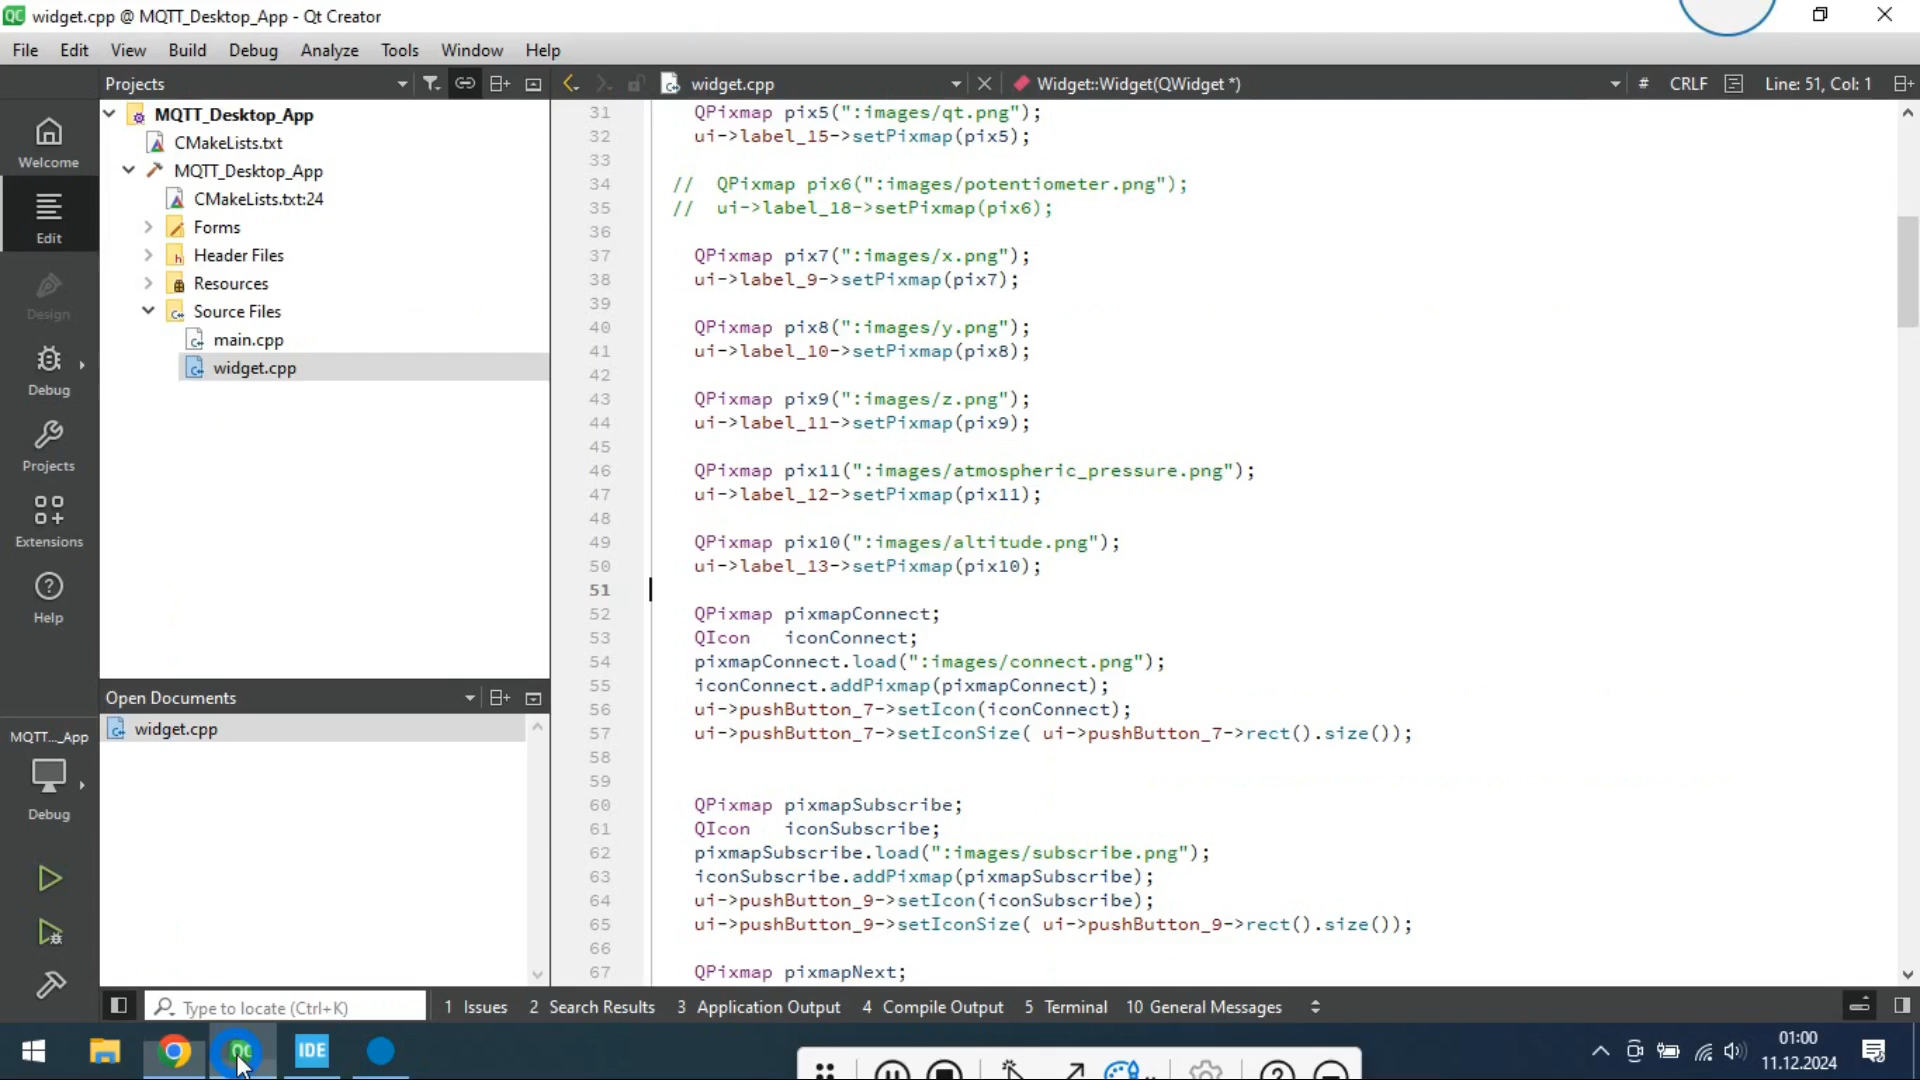 widget.cpp @ MQTT_Desktop_App - Qt Creator
File Edit View Build Debug Analyze Tools Window Help
Projects
widget.cpp
Widget::Widget(QWidget *)
# CRLF Line: 51, Col: 1
Welcome
Edit
Design
Debug
Projects
Extensions
Help
MQTT_Desktop_App
CMakeLists.txt
MQTT_Desktop_App
CMakeLists.txt:24
Forms
Header Files
Resources
Source Files
main.cpp
widget.cpp
Open Documents
widget.cpp
MQTT..._App
Debug
31 QPixmap pix5(":images/qt.png");
32 ui->label_15->setPixmap(pix5);
33
34 // QPixmap pix6(":images/potentiometer.png");
35 // ui->label_18->setPixmap(pix6);
36
37 QPixmap pix7(":images/x.png");
38 ui->label_9->setPixmap(pix7);
39
40 QPixmap pix8(":images/y.png");
41 ui->label_10->setPixmap(pix8);
42
43 QPixmap pix9(":images/z.png");
44 ui->label_11->setPixmap(pix9);
45
46 QPixmap pix11(":images/atmospheric_pressure.png");
47 ui->label_12->setPixmap(pix11);
48
49 QPixmap pix10(":images/altitude.png");
50 ui->label_13->setPixmap(pix10);
51
52 QPixmap pixmapConnect;
53 QIcon iconConnect;
54 pixmapConnect.load(":images/connect.png");
55 iconConnect.addPixmap(pixmapConnect);
56 ui->pushButton_7->setIcon(iconConnect);
57 ui->pushButton_7->setIconSize( ui->pushButton_7->rect().size());
58
59
60 QPixmap pixmapSubscribe;
61 QIcon iconSubscribe;
62 pixmapSubscribe.load(":images/subscribe.png");
63 iconSubscribe.addPixmap(pixmapSubscribe);
64 ui->pushButton_9->setIcon(iconSubscribe);
65 ui->pushButton_9->setIconSize( ui->pushButton_9->rect().size());
66
67 QPixmap pixmapNext;
Type to locate (Ctrl+K)
1 Issues 2 Search Results 3 Application Output 4 Compile Output 5 Terminal 10 General Messages
IDE
01:00
11.12.2024